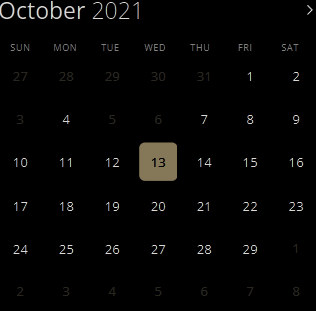 October 2021 >
SUN MON TUE WED THU FRI SAT
27 28 29 30 31 1 2
3 4 5 6 7 8 9
10 11 12 13 14 15 16
17 18 19 20 21 22 23
24 25 26 27 28 29 1
2 3 4 5 6 7 8